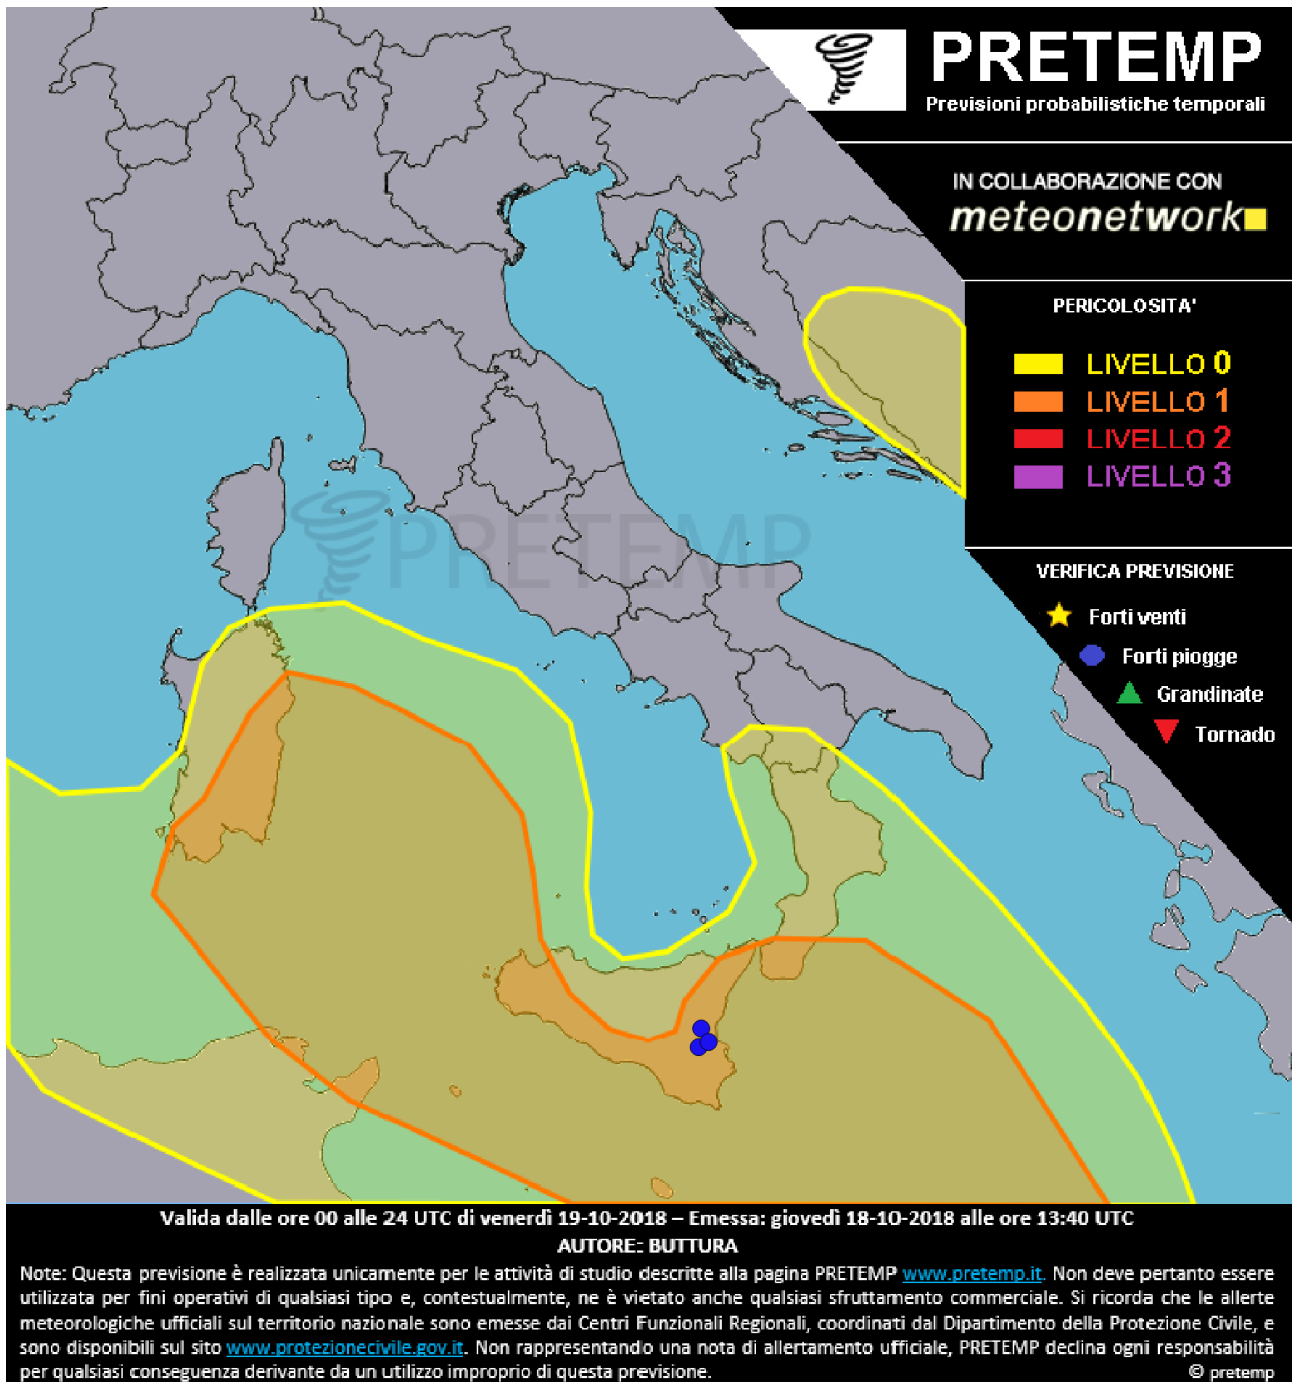 PRETEMP
Previsioni probabilistiche temporali
IN COLLABORAZIONE CON
meteonetwork
PERICOLOSITA'
LIVELLO 0
LIVELLO 1
LIVELLO 2
LIVELLO 3
PRETEMP
VERIFICA PREVISIONE
Forti venti
Forti piogge
Grandinate
Tornado
Valida dalle ore 00 alle 24 UTC di venerdì 19-10-2018 – Emessa: giovedì 18-10-2018 alle ore 13:40 UTC
AUTORE: BUTTURA
Note: Questa previsione è realizzata unicamente per le attività di studio descritte alla pagina PRETEMP www.pretemp.it. Non deve pertanto essere
utilizzata per fini operativi di qualsiasi tipo e, contestualmente, ne è vietato anche qualsiasi sfruttamento commerciale. Si ricorda che le allerte
meteorologiche ufficiali sul territorio nazionale sono emesse dai Centri Funzionali Regionali, coordinati dal Dipartimento della Protezione Civile, e
sono disponibili sul sito www.protezionecivile.gov.it. Non rappresentando una nota di allertamento ufficiale, PRETEMP declina ogni responsabilità
per qualsiasi conseguenza derivante da un utilizzo improprio di questa previsione. © pretemp